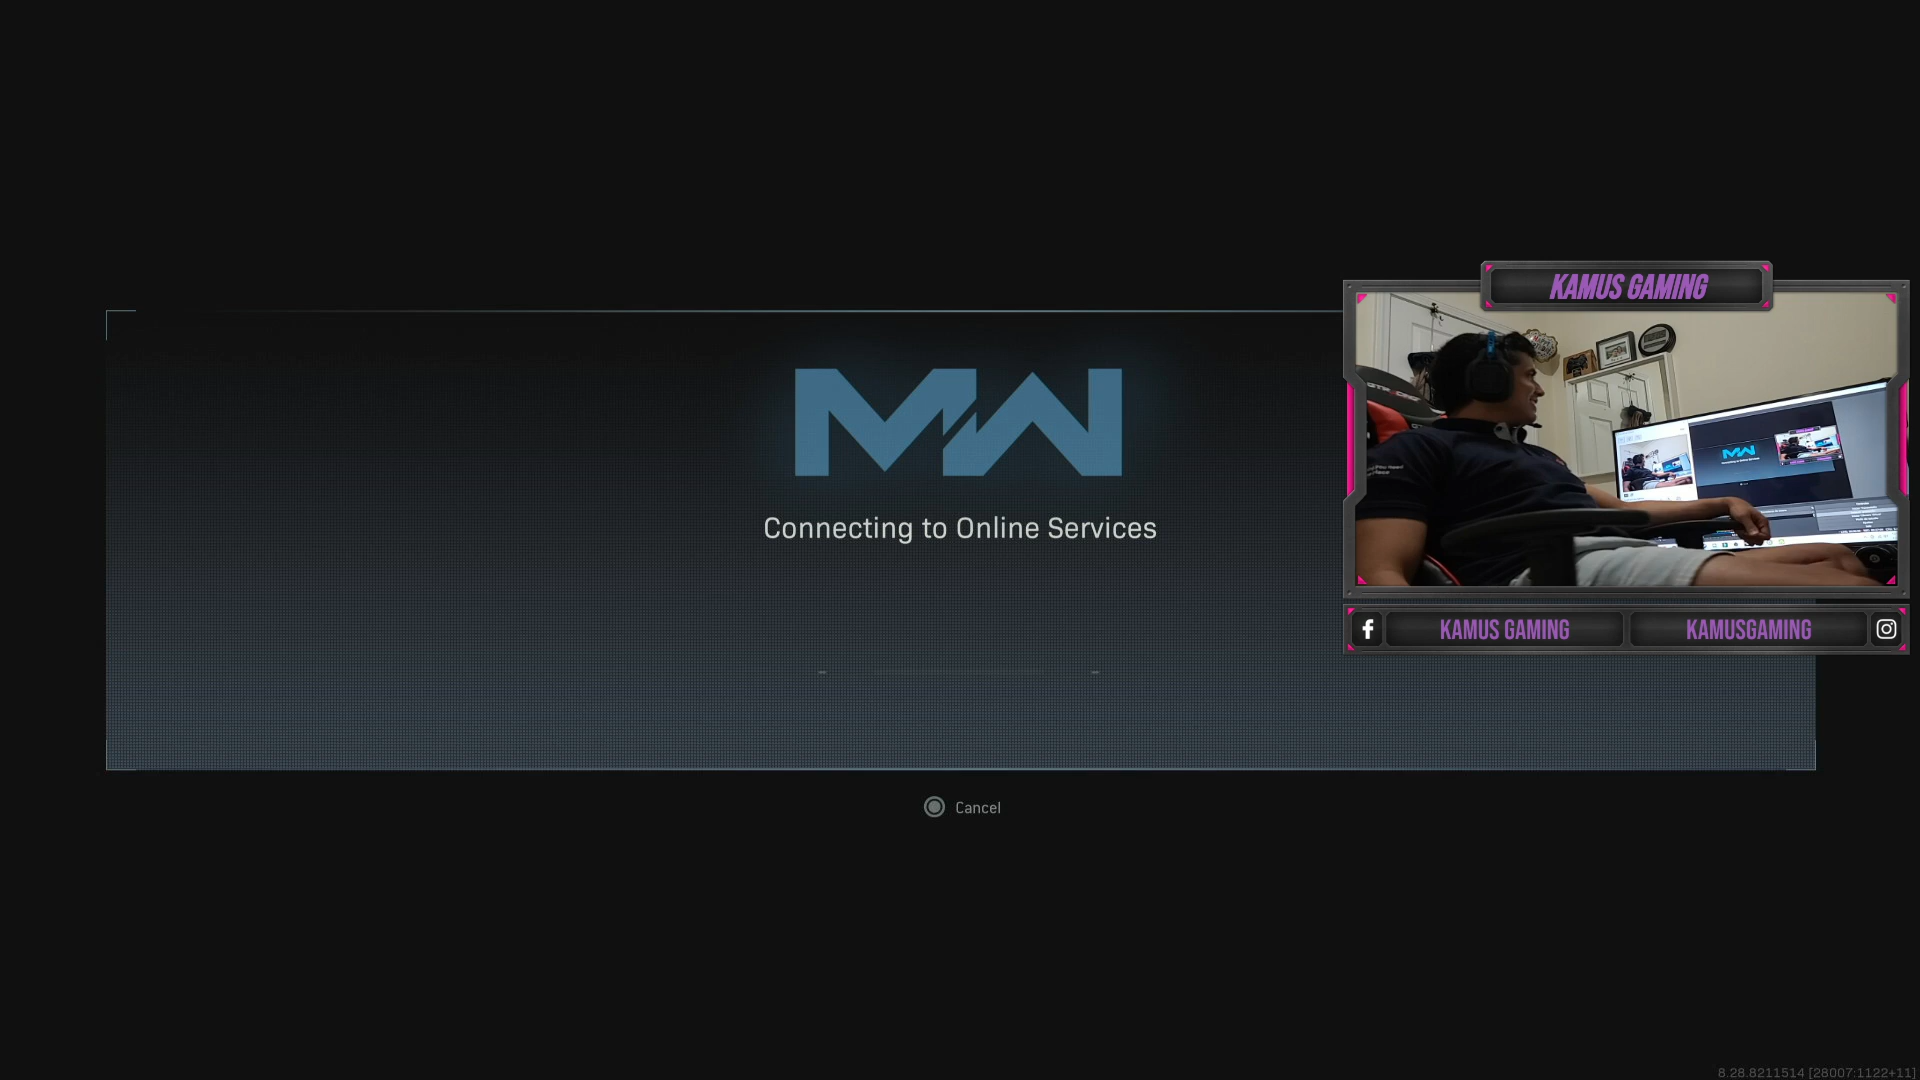 KAMUS GAMING
MW
Connecting to Online Services
KAMUS GAMING
KAMUSGAMING
Cancel
8.28.8211514 [28007:1122+11]